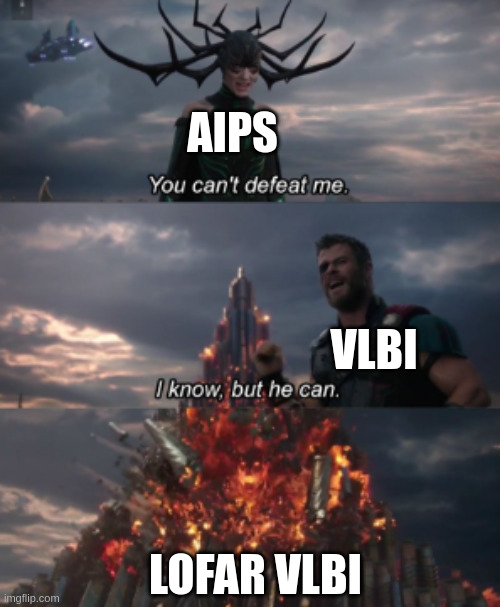 AIPS
You can't defeat me.
VLBI
I know, but he can.
LOFAR VLBI
imgflip.com